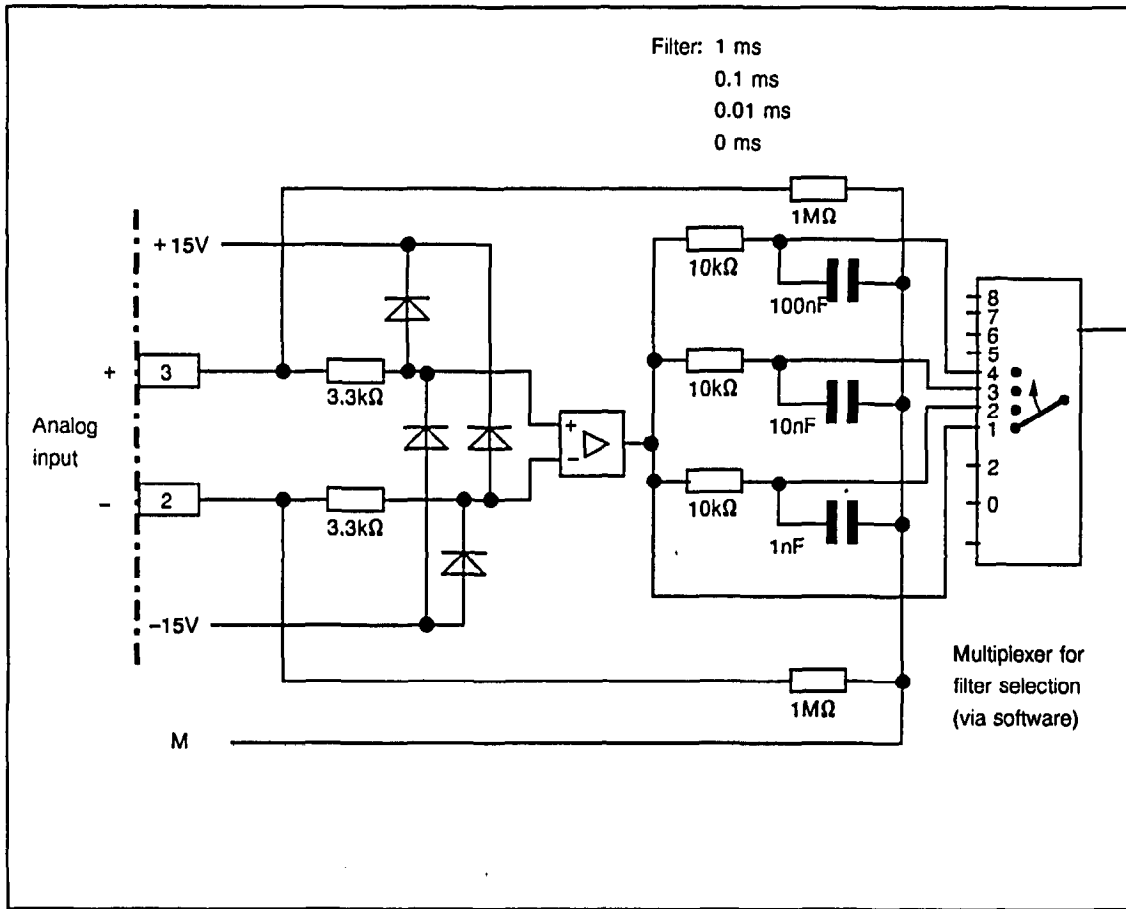 Filter: 1 ms
0.1 ms
0.01 ms
0 ms
1MΩ
+15V
10kΩ
100nF
8
7
6
5
4
3
2
1
2
0
+
3
3.3kΩ
10kΩ
10nF
Analog
input
+
−
−
2
3.3kΩ
10kΩ
1nF
−15V
1MΩ
M
Multiplexer for
filter selection
(via software)